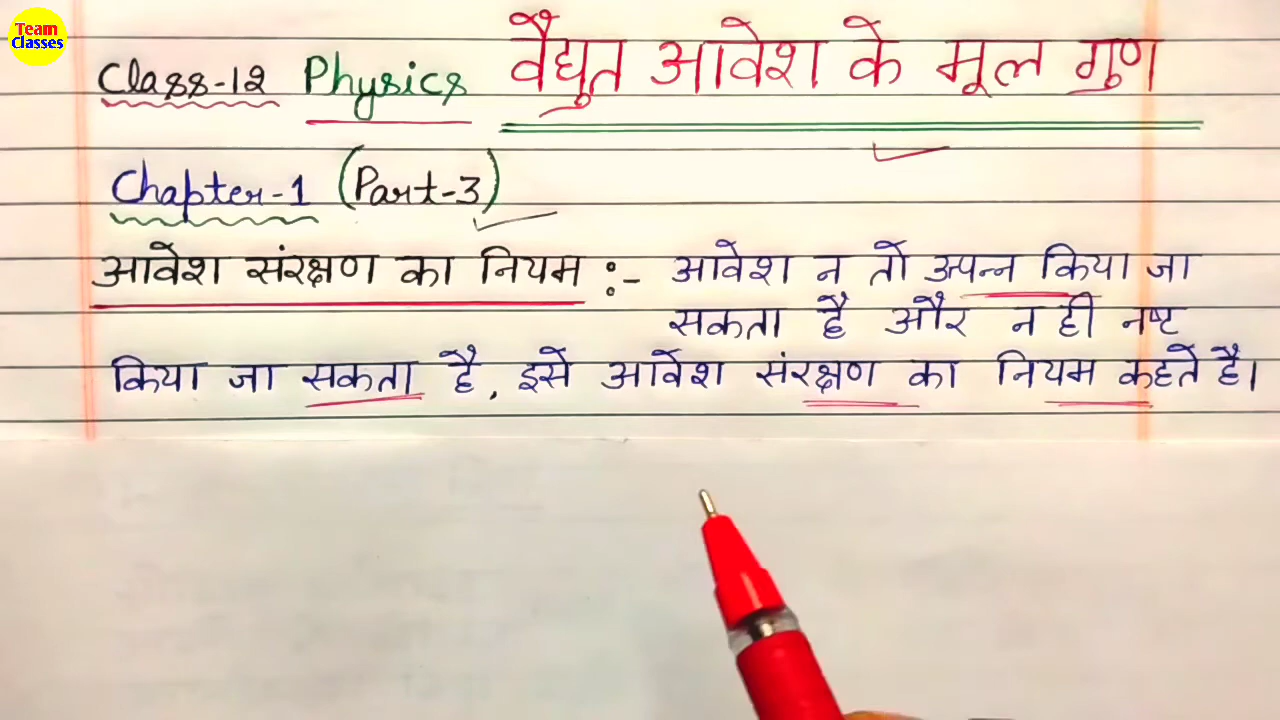 Team
Classes
Class-12 Physics वैद्युत आवेश के मूल गुण
Chapter-1 (Part-3)
आवेश संरक्षण का नियम :- आवेश न तो उत्पन्न किया जा
सकता है और न ही नष्ट
किया जा सकता है, इसे आवेश संरक्षण का नियम कहते है।